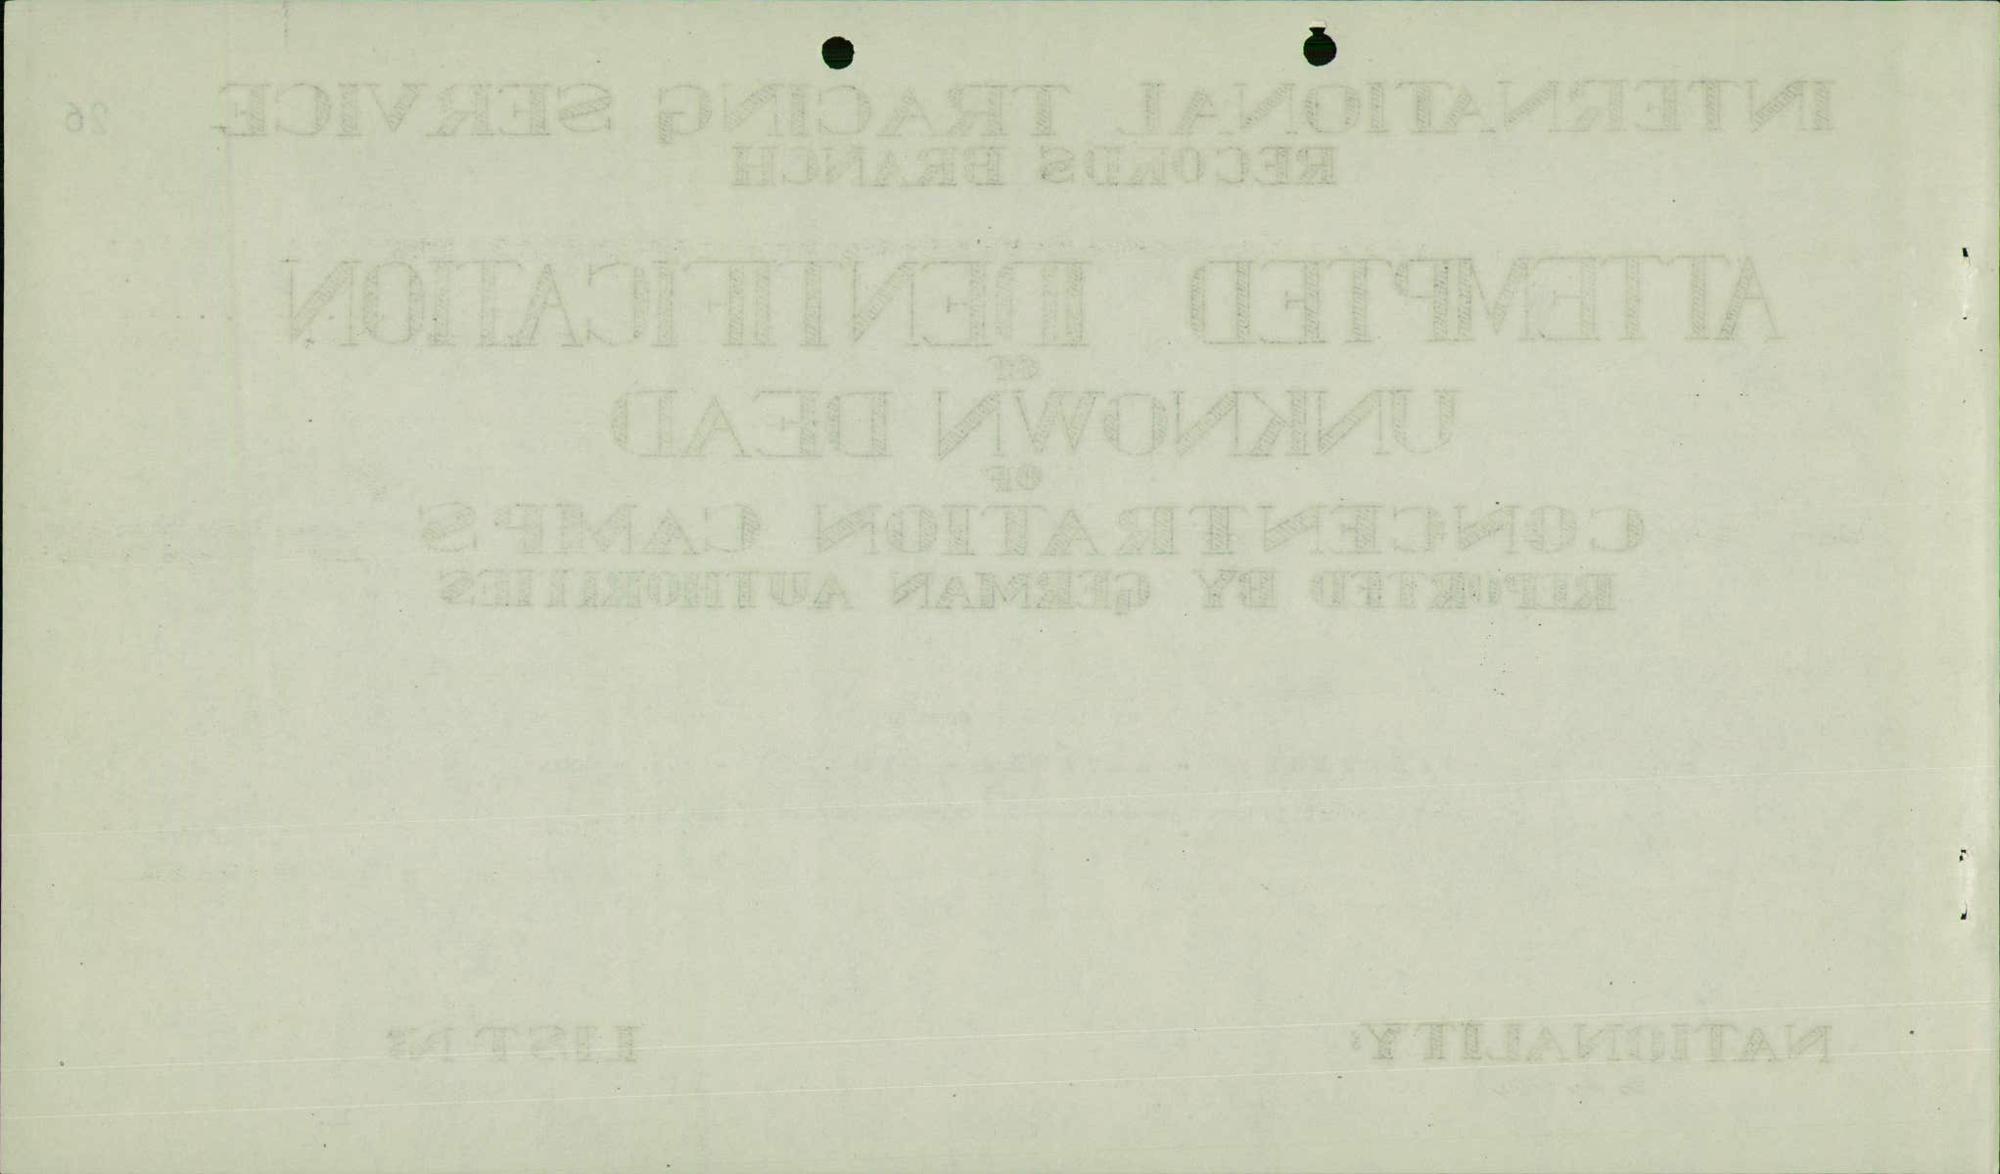 INTERNATIONAL TRACING SERVICE
26
RECORDS BRANCH
ATTEMPTED IDENTIFICATION
OF
UNKNOWN DEAD
OF
CONCENTRATION CAMPS
REPORTED BY GERMAN AUTHORITIES
NATIONALITY: LIST No